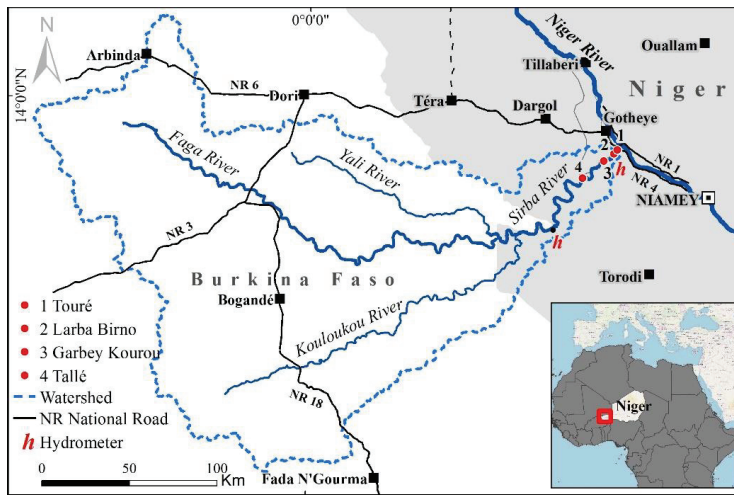 0°0'0"
N
Arbinda
Niger River
Ouallam
Tillaberi
NR 6
14°0'0"N
Dori
Téra
Niger
Dargol
Gotheye
1
2
Faga River
Yali River
h
NR 1
3
4
NR 4
Sirba River
NIAMEY
NR 3
h
Burkina Faso
Torodi
Bogandé
1 Touré
2 Larba Birno
Kouloukou River
3 Garbey Kourou
4 Tallé
Watershed
NR National Road
NR 18
Niger
h Hydrometer
0 50 100
Km
Fada N'Gourma